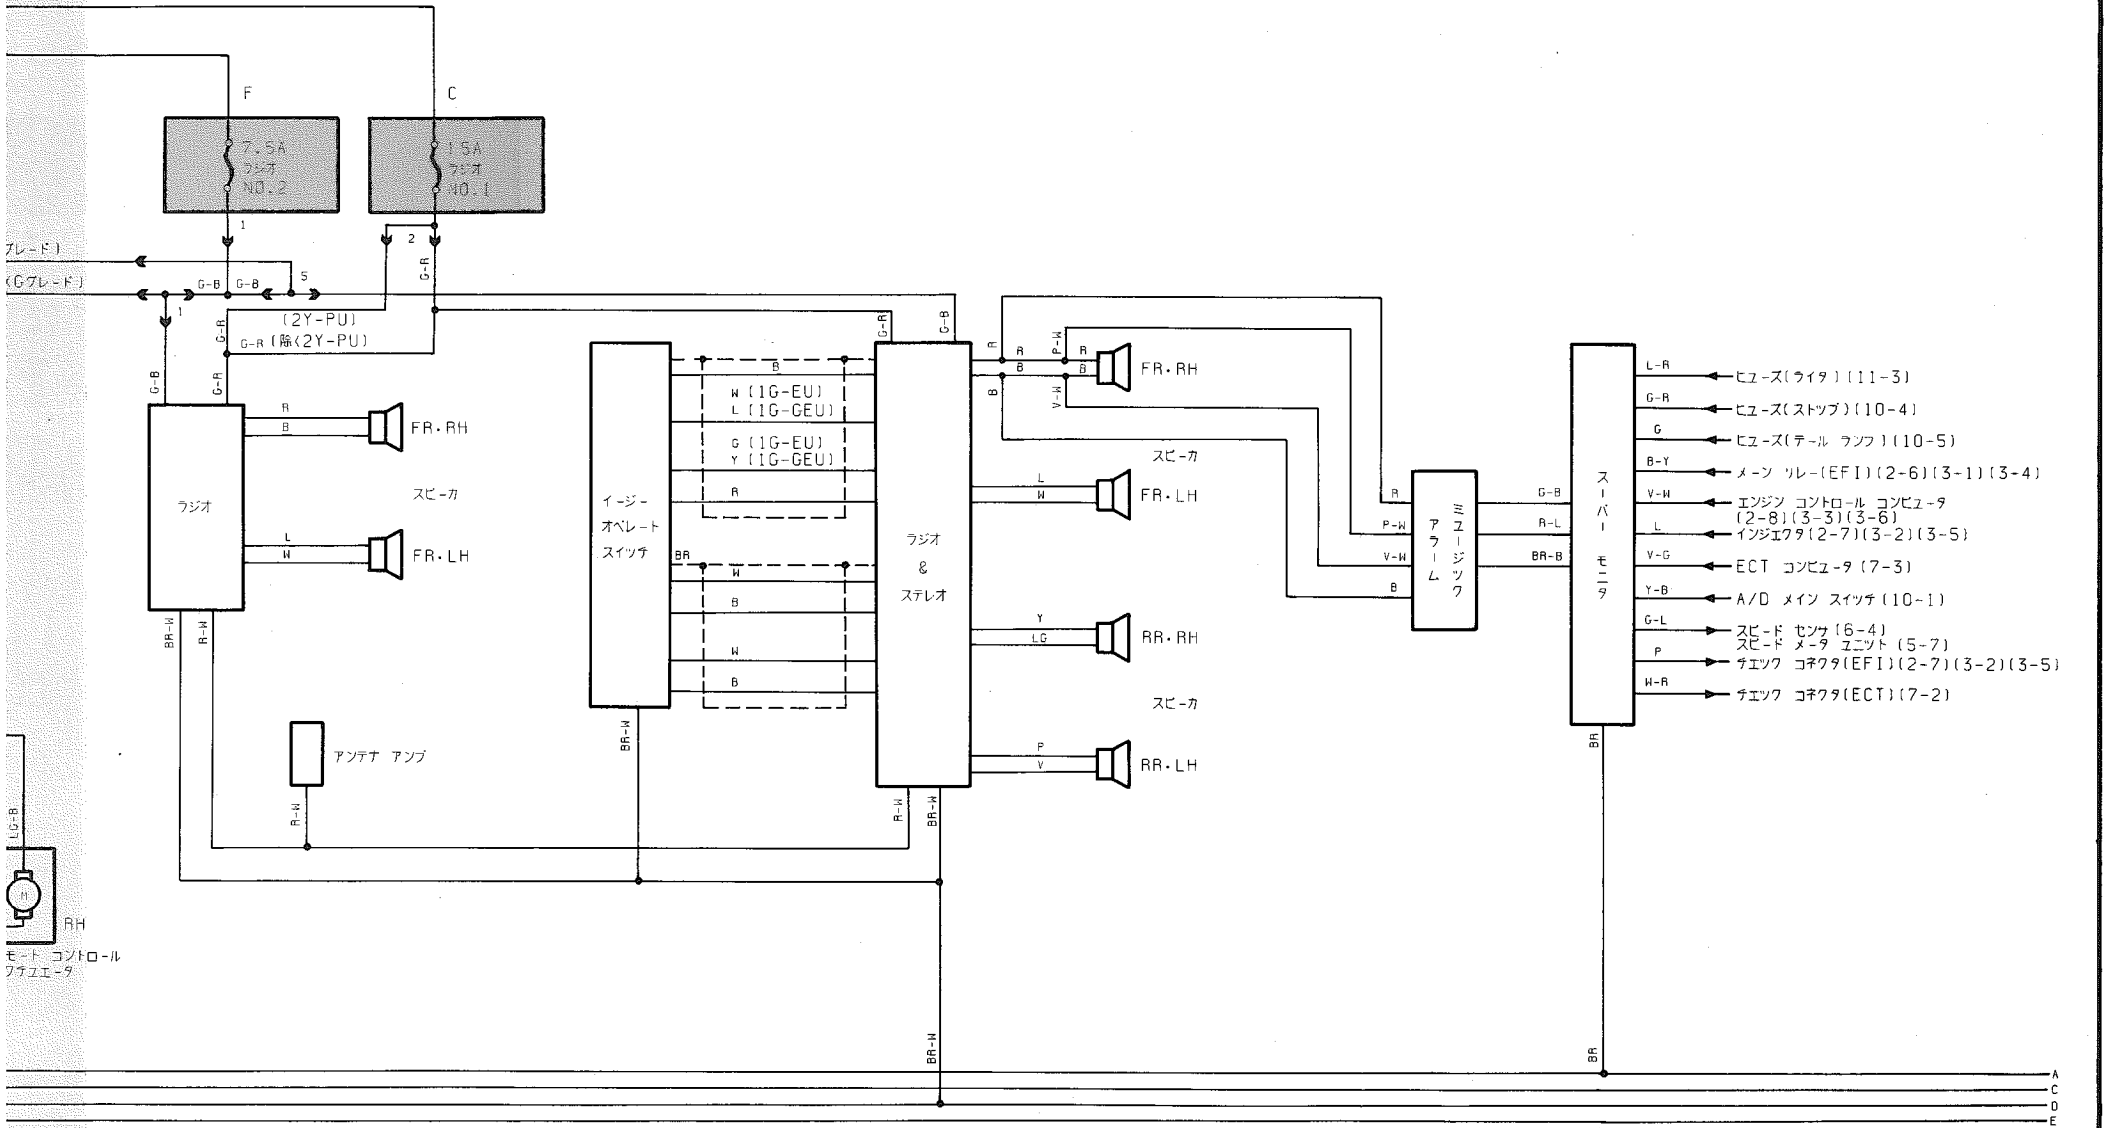 F
C
7.5A
ラジオ
NO.2
15A
ラジオ
NO.1
1
2
グレード)
(Gグレード)
G-B
G-B
5
1
G-R
G-R
(2Y-PU)
G-R (除く2Y-PU)
G-B
G-R
ラジオ
R
B
FR・RH
スピーカ
L
W
FR・LH
BR-W
R-W
アンテナ アンプ
R-W
イージー
オペレート
スイッチ
B
W (1G-EU)
L (1G-GEU)
G (1G-EU)
Y (1G-GEU)
R
BR
W
B
W
B
BR-W
G-R
G-B
ラジオ
&
ステレオ
R
B
R
B
P-W
V-W
R
B
FR・RH
スピーカ
L
W
FR・LH
Y
LG
RR・RH
スピーカ
P
V
RR・LH
R-W
BR-W
BR-W
R
P-W
V-W
B
ミュージック
アラーム
G-B
R-L
BR-B
スーパー モニタ
L-R
ヒューズ(ライタ)(11-3)
G-R
ヒューズ(ストップ)(10-4)
G
ヒューズ(テール ランプ)(10-5)
B-Y
メーン リレー(EFI)(2-6)(3-1)(3-4)
V-W
エンジン コントロール コンピュータ
(2-8)(3-3)(3-6)
L
インジェクタ(2-7)(3-2)(3-5)
V-G
ECT コンピュータ(7-3)
Y-B
A/D メイン スイッチ(10-1)
G-L
スピード センサ(6-4)
スピード メータ ユニット(5-7)
P
チェック コネクタ(EFI)(2-7)(3-2)(3-5)
W-R
チェック コネクタ(ECT)(7-2)
BR
BR
LG-B
M
RH
モート コントロール
クチュエータ
A
C
D
E